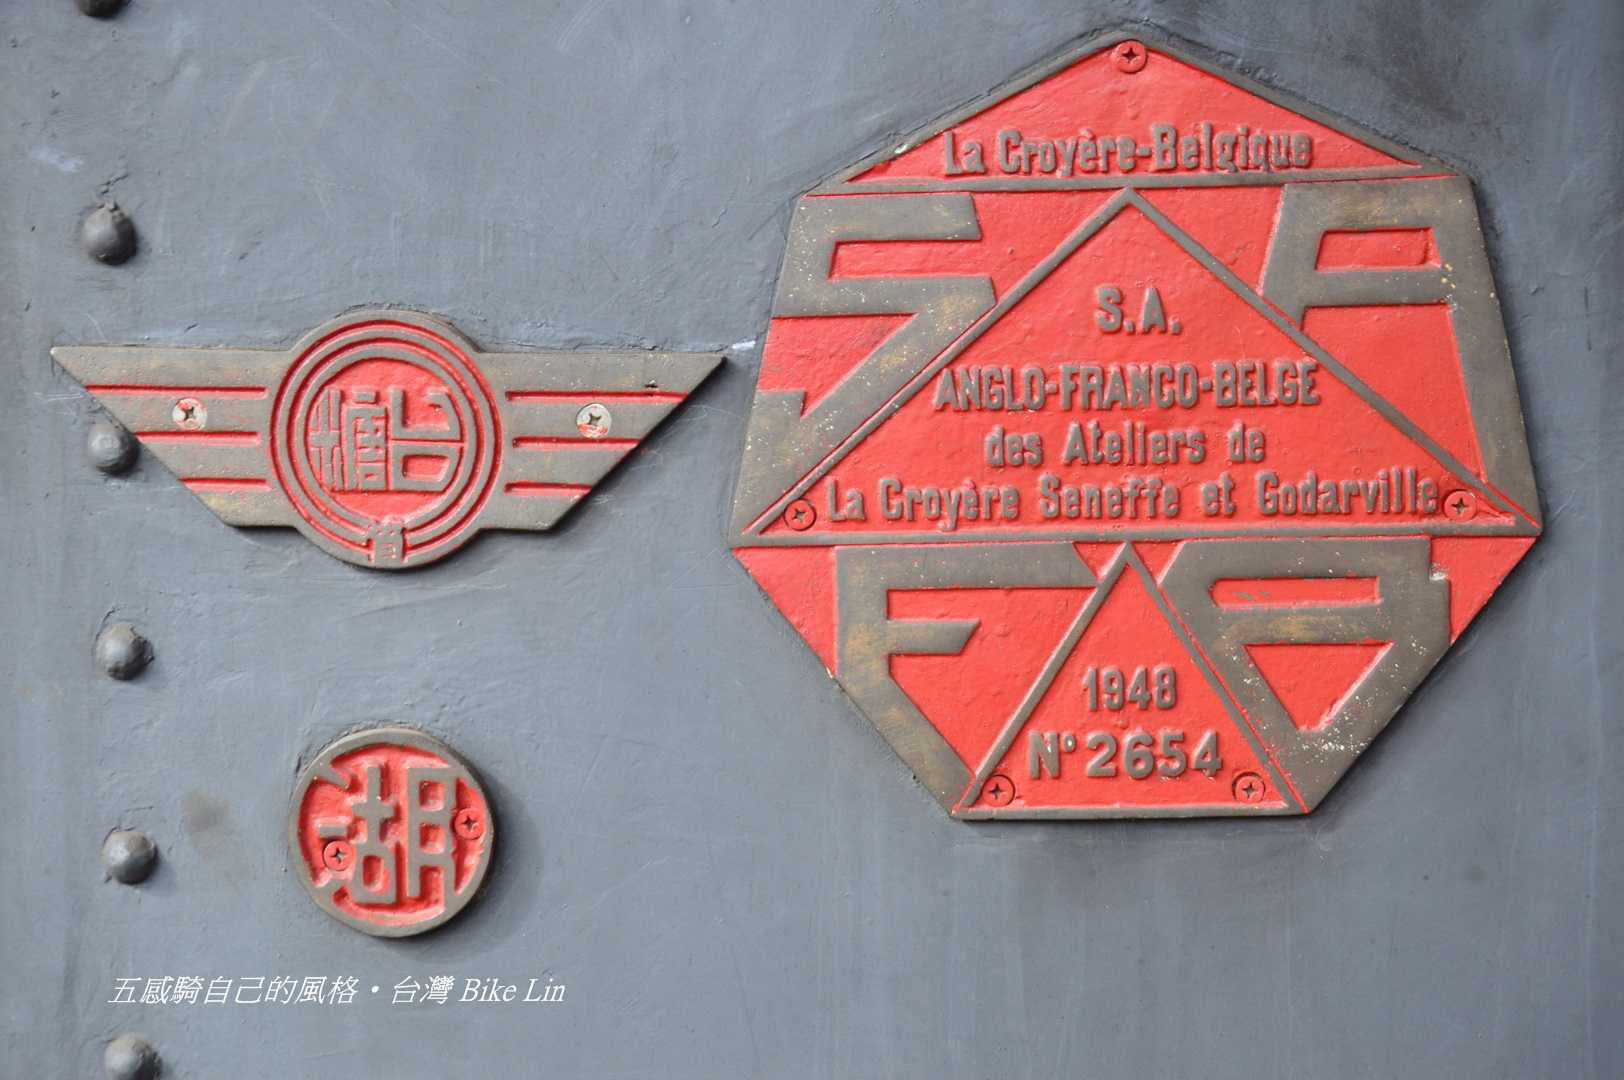 La Croyère-Belgique
S A
S.A.
ANGLO-FRANCO-BELGE
des Ateliers de
La Croyère Seneffe et Godarville
F B
1948
N° 2654
台糖
湖
五感騎自己的風格・台灣 Bike Lin